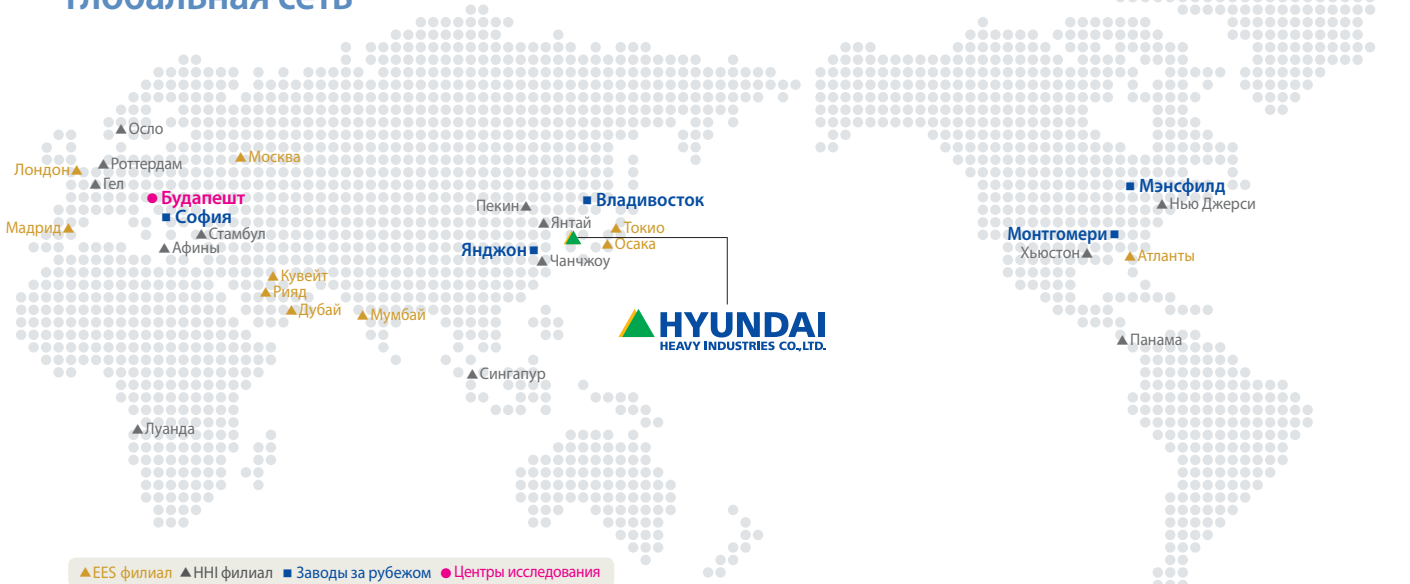 Глобальная сеть
Осло
Роттердам
Москва
Лондон
Гел
Будапешт
София
Мадрид
Стамбул
Афины
Кувейт
Рияд
Дубай
Мумбай
Луанда
Пекин
Владивосток
Янтай
Токио
Осака
Янджон
Чанчжоу
HYUNDAI
HEAVY INDUSTRIES CO.,LTD.
Сингапур
Мэнсфилд
Нью Джерси
Монтгомери
Хьюстон
Атланты
Панама
EES филиал HHI филиал Заводы за рубежом Центры исследования